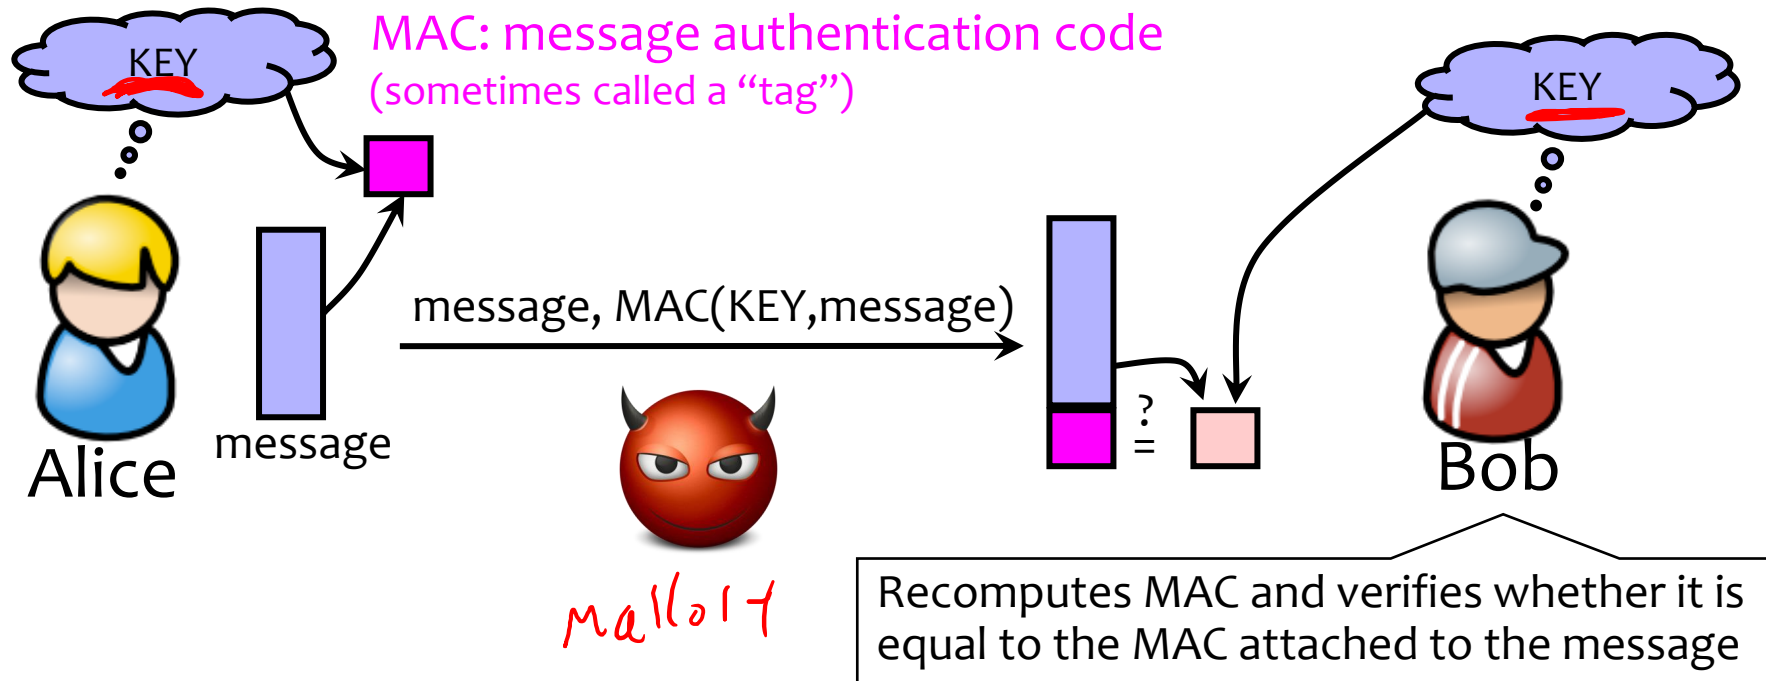 MAC: message authentication code
(sometimes called a “tag”)
KEY
KEY
message, MAC(KEY,message)
?
=
message
Alice
Bob
Mallory
Recomputes MAC and verifies whether it is
equal to the MAC attached to the message